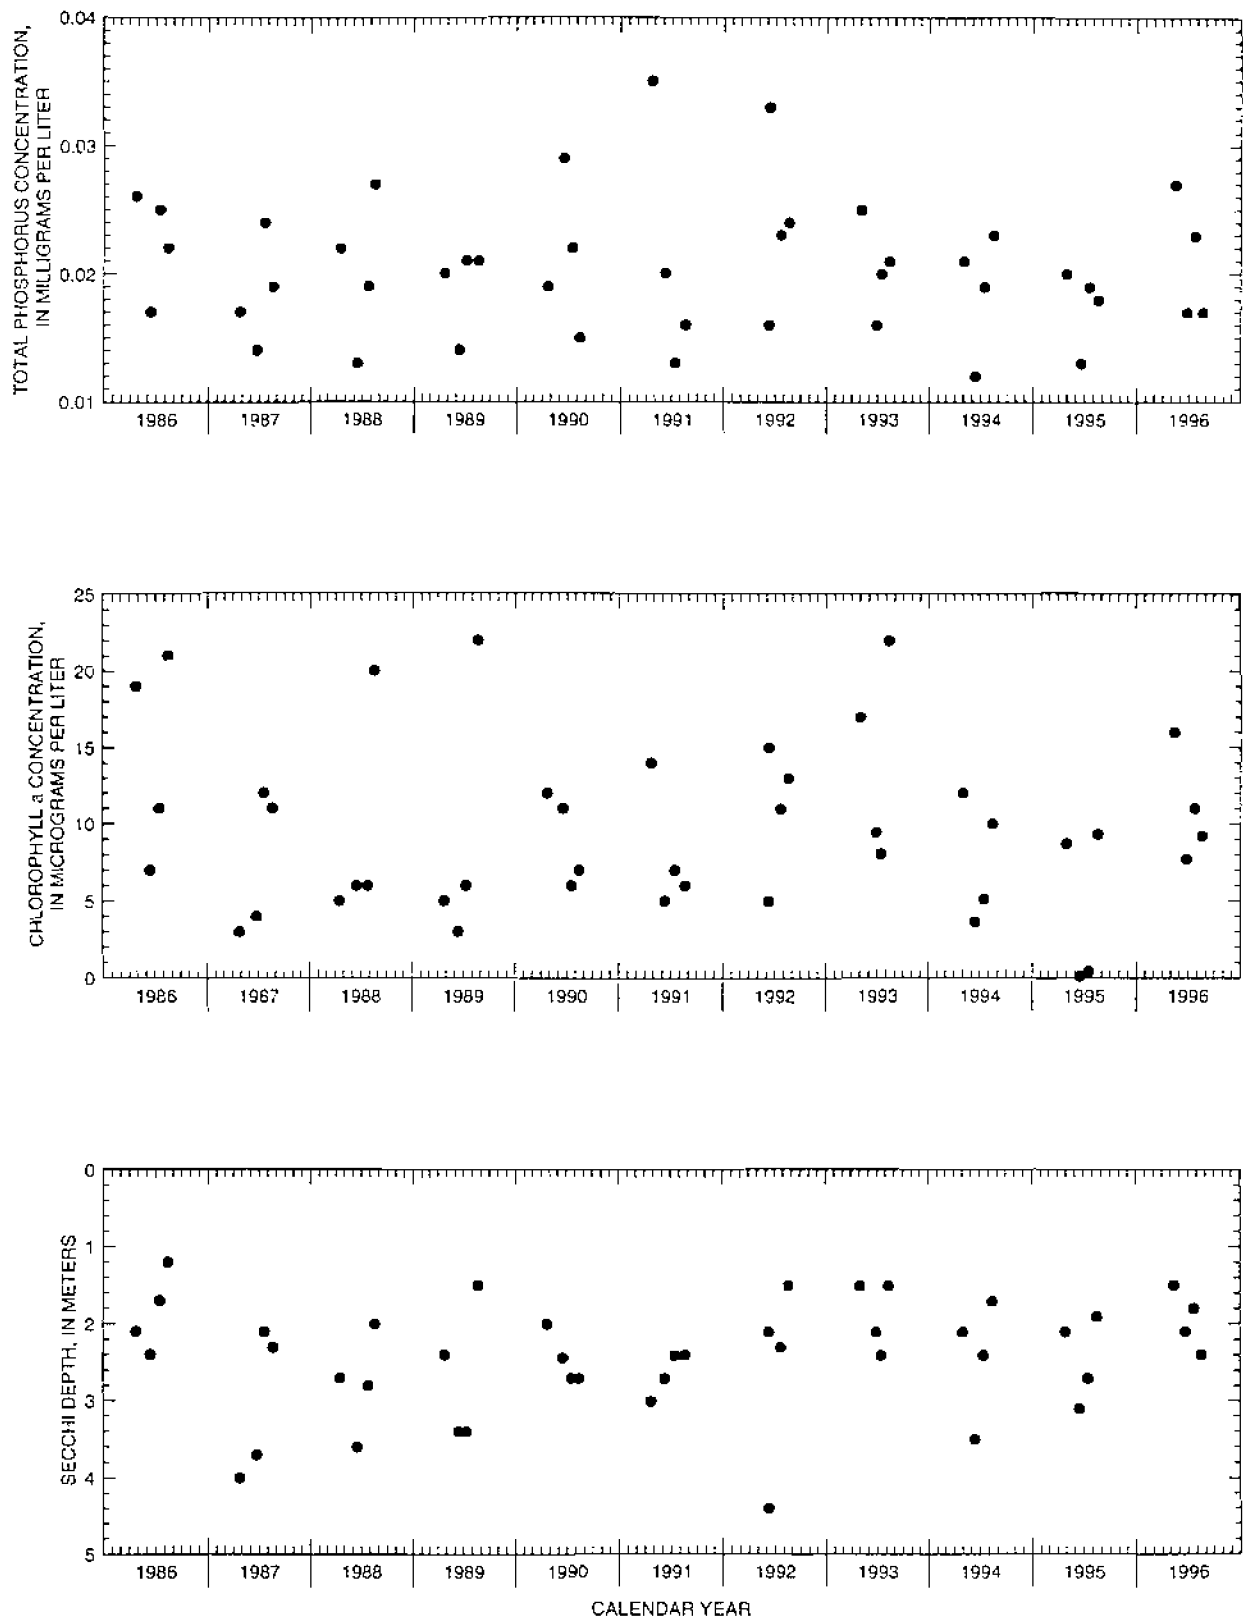 TOTAL PHOSPHORUS CONCENTRATION,
IN MILLIGRAMS PER LITER
0.04
0.03
0.02
0.01
1986 1987 1988 1989 1990 1991 1992 1993 1994 1995 1996
CHLOROPHYLL a CONCENTRATION,
IN MICROGRAMS PER LITER
25
20
15
10
5
0
1986 1967 1988 1989 1990 1991 1992 1993 1994 1995 1996
SECCHI DEPTH, IN METERS
0
1
2
3
4
5
1986 1987 1988 1989 1990 1991 1992 1993 1994 1995 1996
CALENDAR YEAR